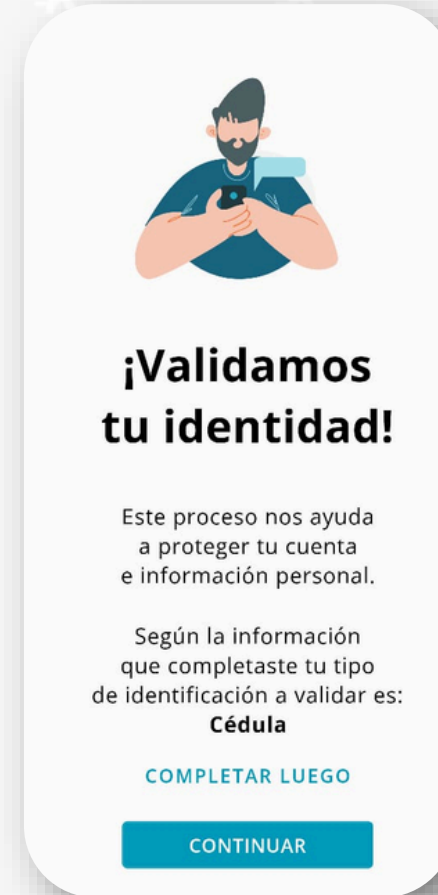 ¡Validamos
tu identidad!
Este proceso nos ayuda
a proteger tu cuenta
e información personal.
Según la información
que completaste tu tipo
de identificación a validar es:
Cédula
COMPLETAR LUEGO
CONTINUAR